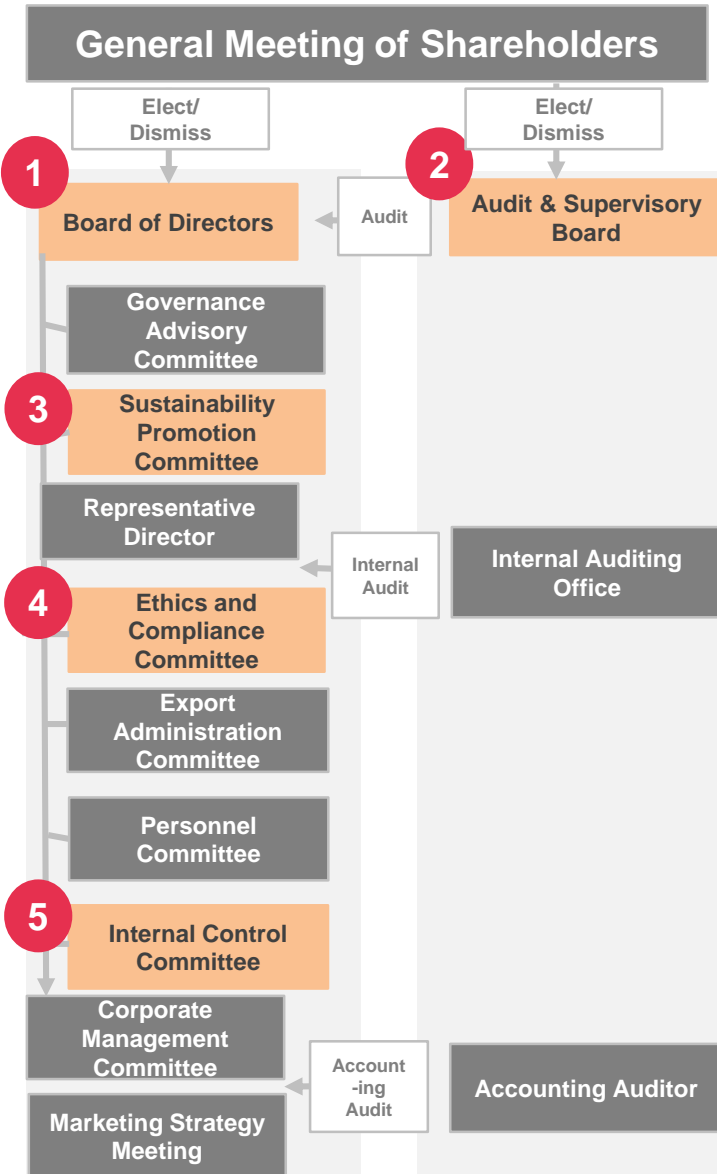 General Meeting of Shareholders
Elect/
Dismiss
Elect/
Dismiss
1
2
Board of Directors
Audit
Audit & Supervisory
Board
Governance
Advisory
Committee
3
Sustainability
Promotion
Committee
Representative
Director
Internal
Audit
Internal Auditing
Office
4
Ethics and
Compliance
Committee
Export
Administration
Committee
Personnel
Committee
5
Internal Control
Committee
Corporate
Management
Committee
Account
-ing
Audit
Accounting Auditor
Marketing Strategy
Meeting